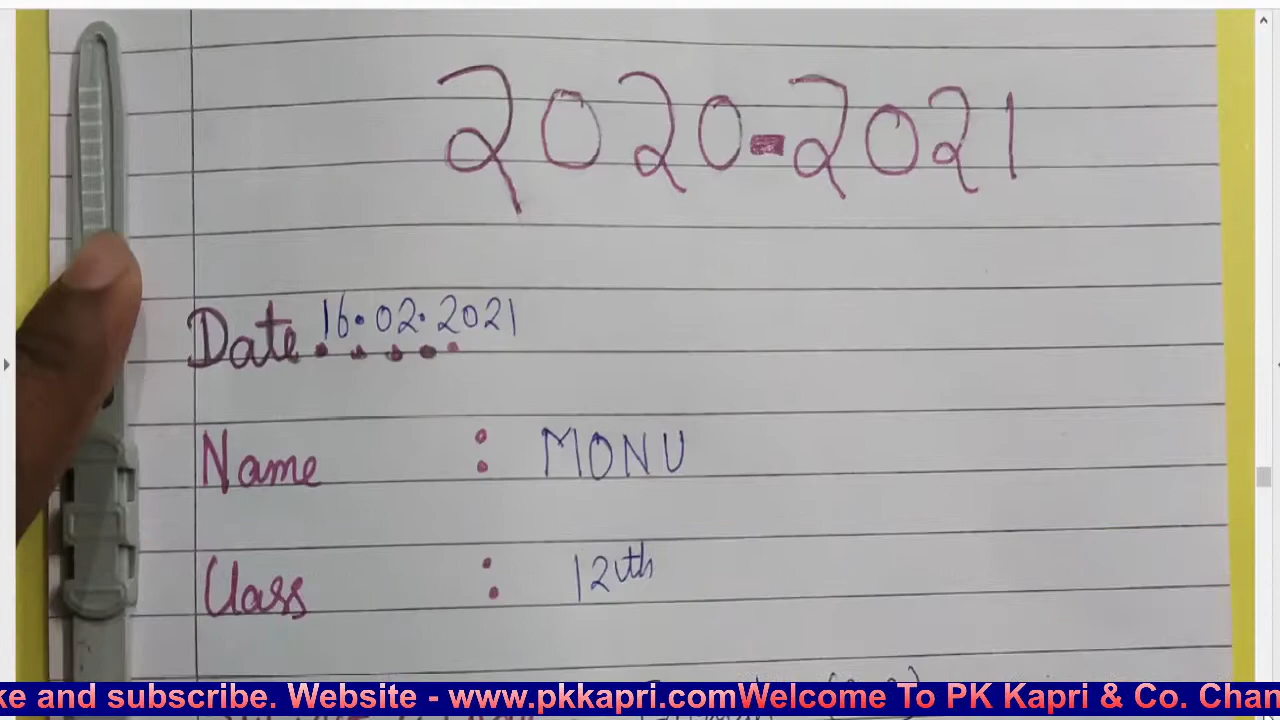 2020-2021
Date 16.02.2021
Name : MONU
Class : 12th
ke and subscribe. Website - www.pkkapri.comWelcome To PK Kapri & Co. Chan